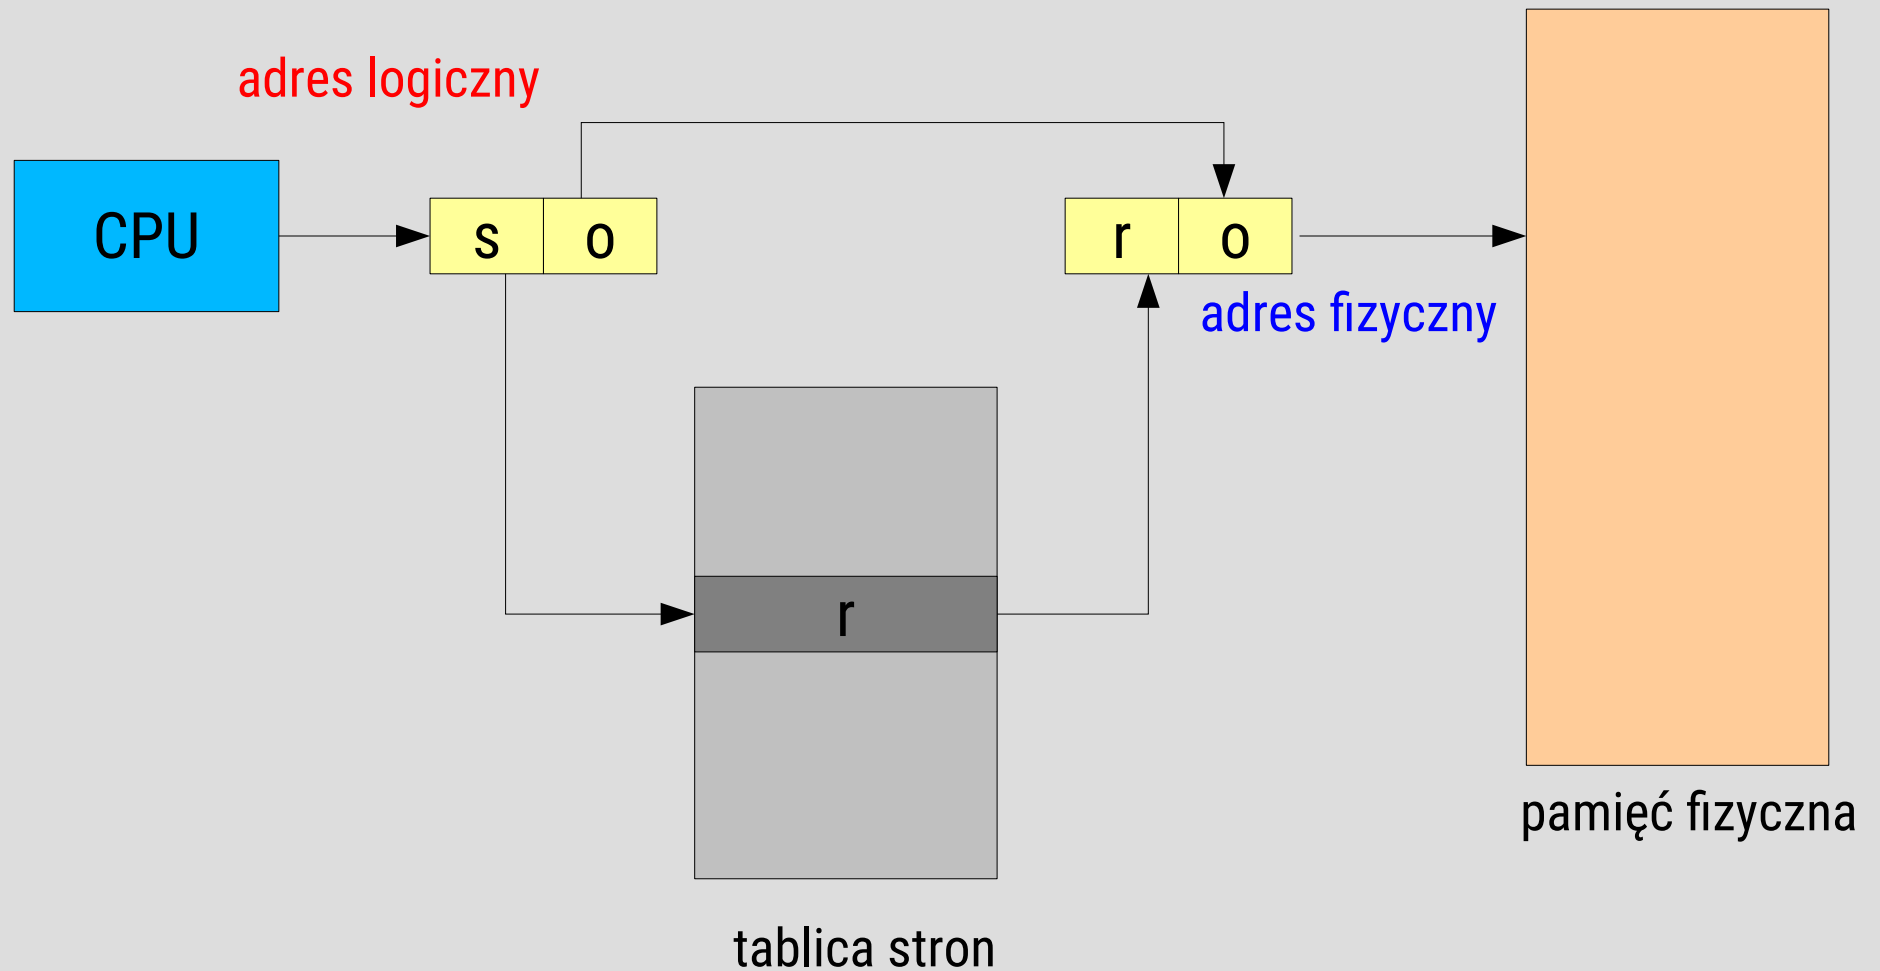 adres logiczny
CPU
s
o
r
o
adres fizyczny
r
pamięć fizyczna
tablica stron